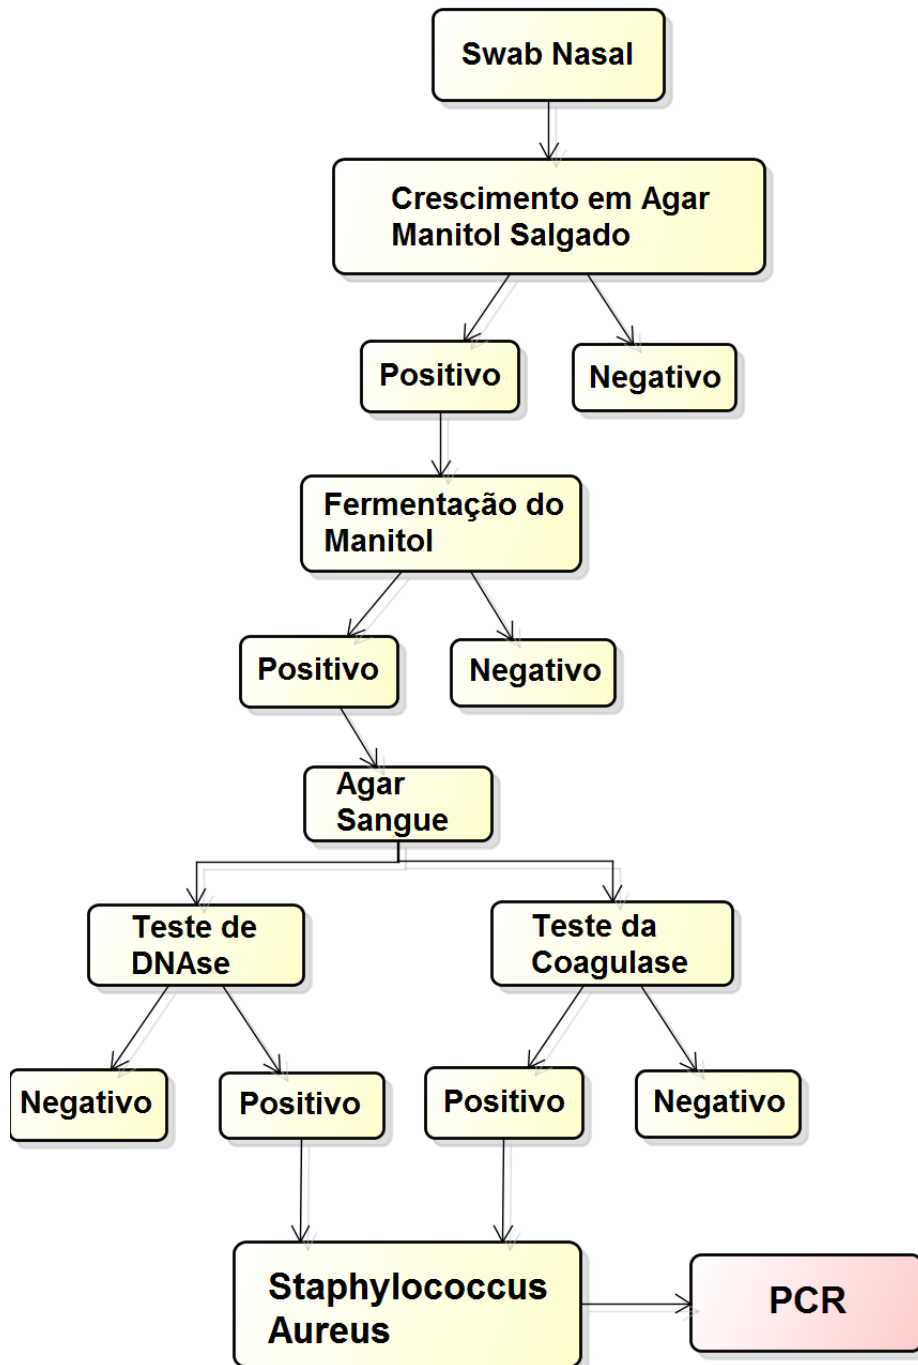 Swab Nasal
Crescimento em Agar
Manitol Salgado
Positivo
Negativo
Fermentação do
Manitol
Positivo
Negativo
Agar
Sangue
Teste de
DNAse
Teste da
Coagulase
Negativo
Positivo
Positivo
Negativo
Staphylococcus
Aureus
PCR